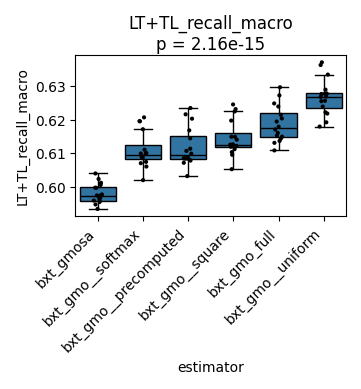 LT+TL_recall_macro
p = 2.16e-15
LT+TL_recall_macro
0.63
0.62
0.61
0.60
bxt_gmosa
bxt_gmo__softmax
bxt_gmo__precomputed
bxt_gmo__square
bxt_gmo_full
bxt_gmo__uniform
estimator